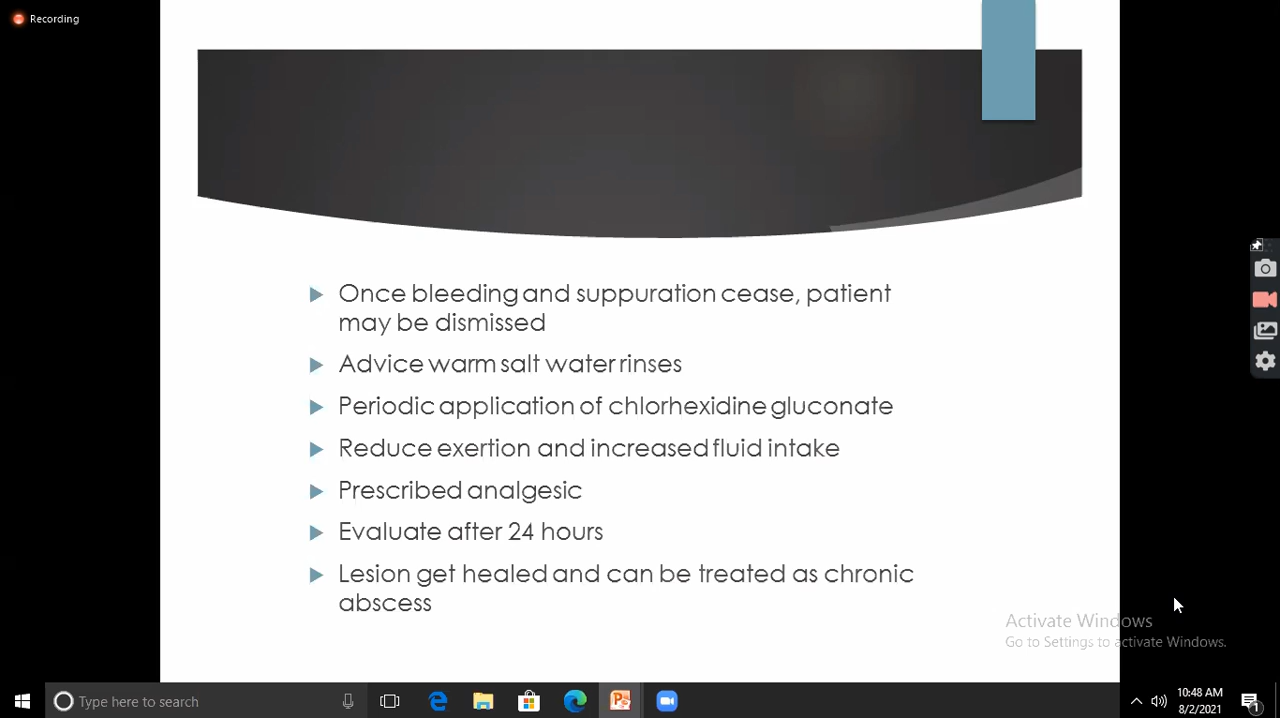 Recording
Once bleeding and suppuration cease, patient
may be dismissed
Advice warm salt water rinses
Periodic application of chlorhexidine gluconate
Reduce exertion and increased fluid intake
Prescribed analgesic
Evaluate after 24 hours
Lesion get healed and can be treated as chronic
abscess
Activate Windows
Go to Settings to activate Windows.
Type here to search
10:48 AM
8/2/2021
1